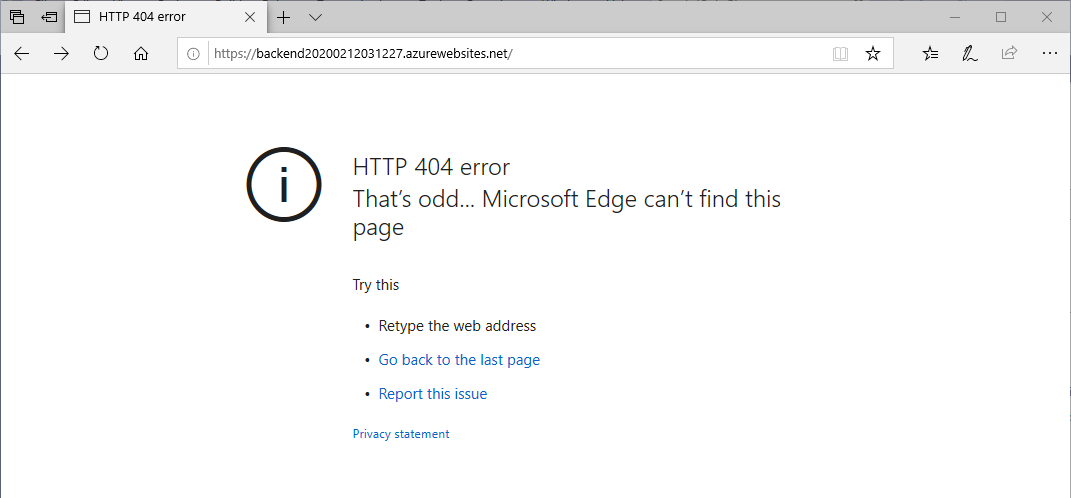 HTTP 404 error
https://backend20200212031227.azurewebsites.net/
HTTP 404 error
That's odd... Microsoft Edge can't find this
page
Try this
• Retype the web address
• Go back to the last page
• Report this issue
Privacy statement